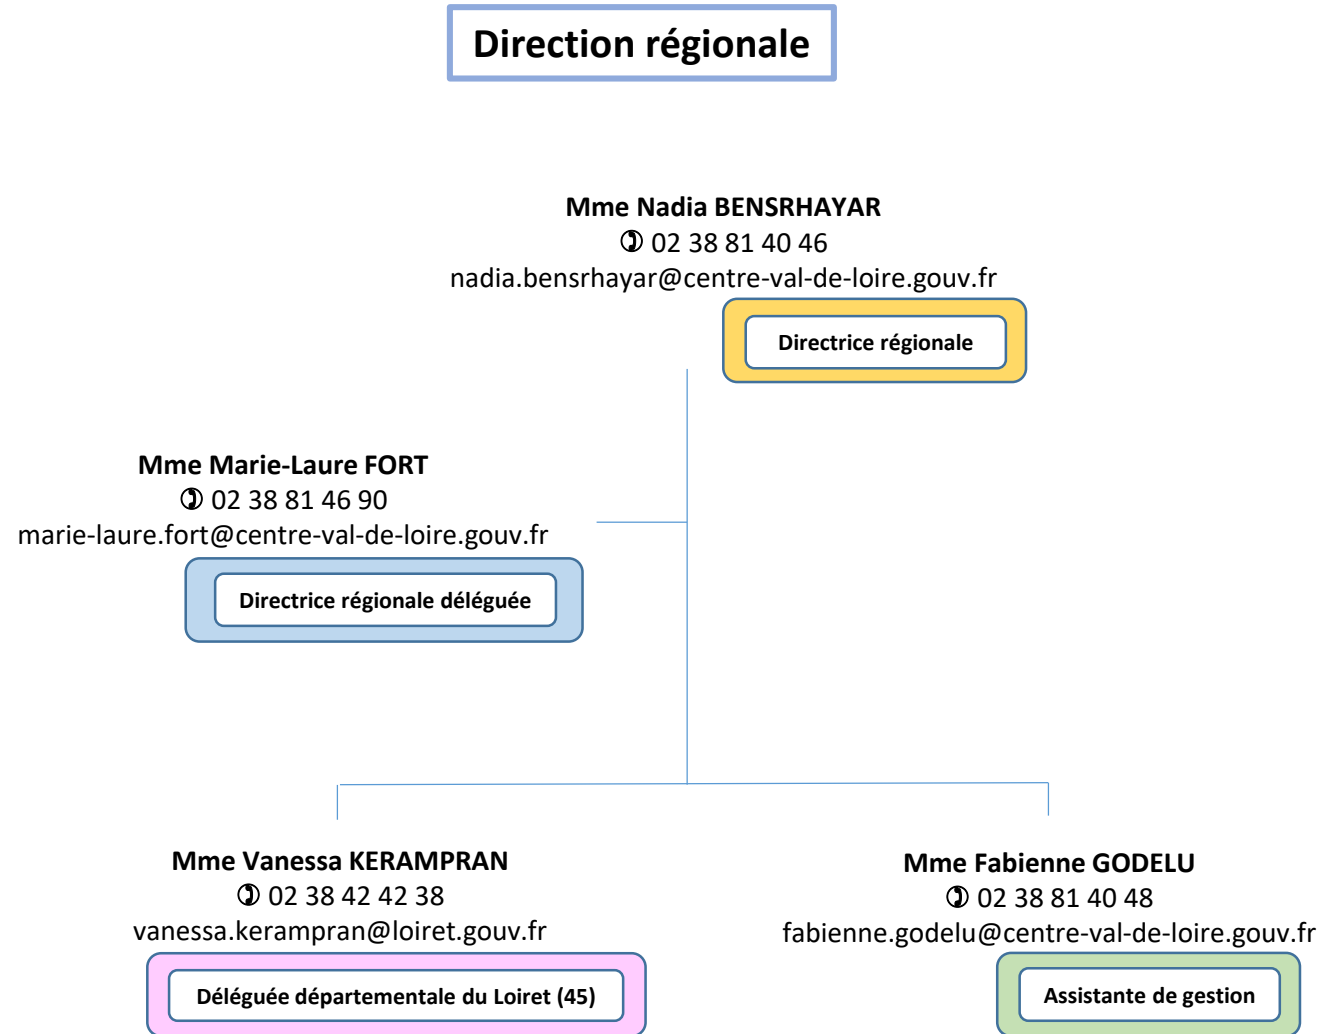 Direction régionale
Mme Nadia BENSRHAYAR
✆ 02 38 81 40 46
nadia.bensrhayar@centre-val-de-loire.gouv.fr
Directrice régionale
Mme Marie-Laure FORT
✆ 02 38 81 46 90
marie-laure.fort@centre-val-de-loire.gouv.fr
Directrice régionale déléguée
Mme Vanessa KERAMPRAN
✆ 02 38 42 42 38
vanessa.kerampran@loiret.gouv.fr
Déléguée départementale du Loiret (45)
Mme Fabienne GODELU
✆ 02 38 81 40 48
fabienne.godelu@centre-val-de-loire.gouv.fr
Assistante de gestion